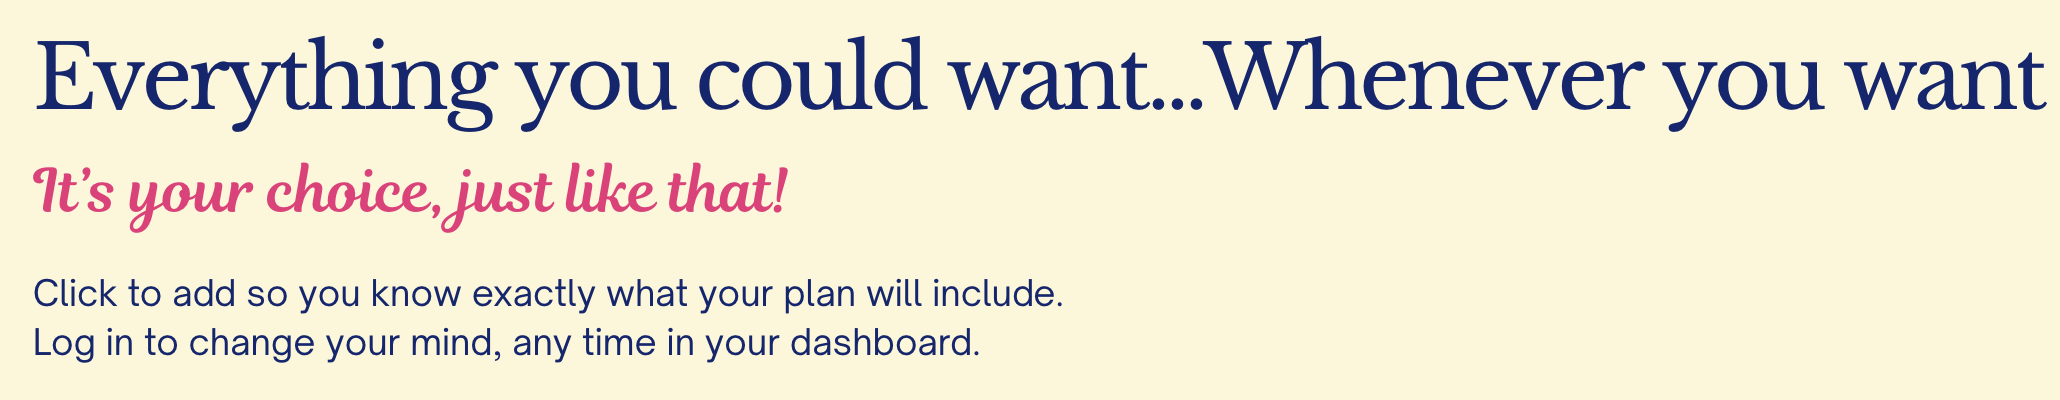 Everything you could want...Whenever you want
It's your choice, just like that!
Click to add so you know exactly what your plan will include.
Log in to change your mind, any time in your dashboard.